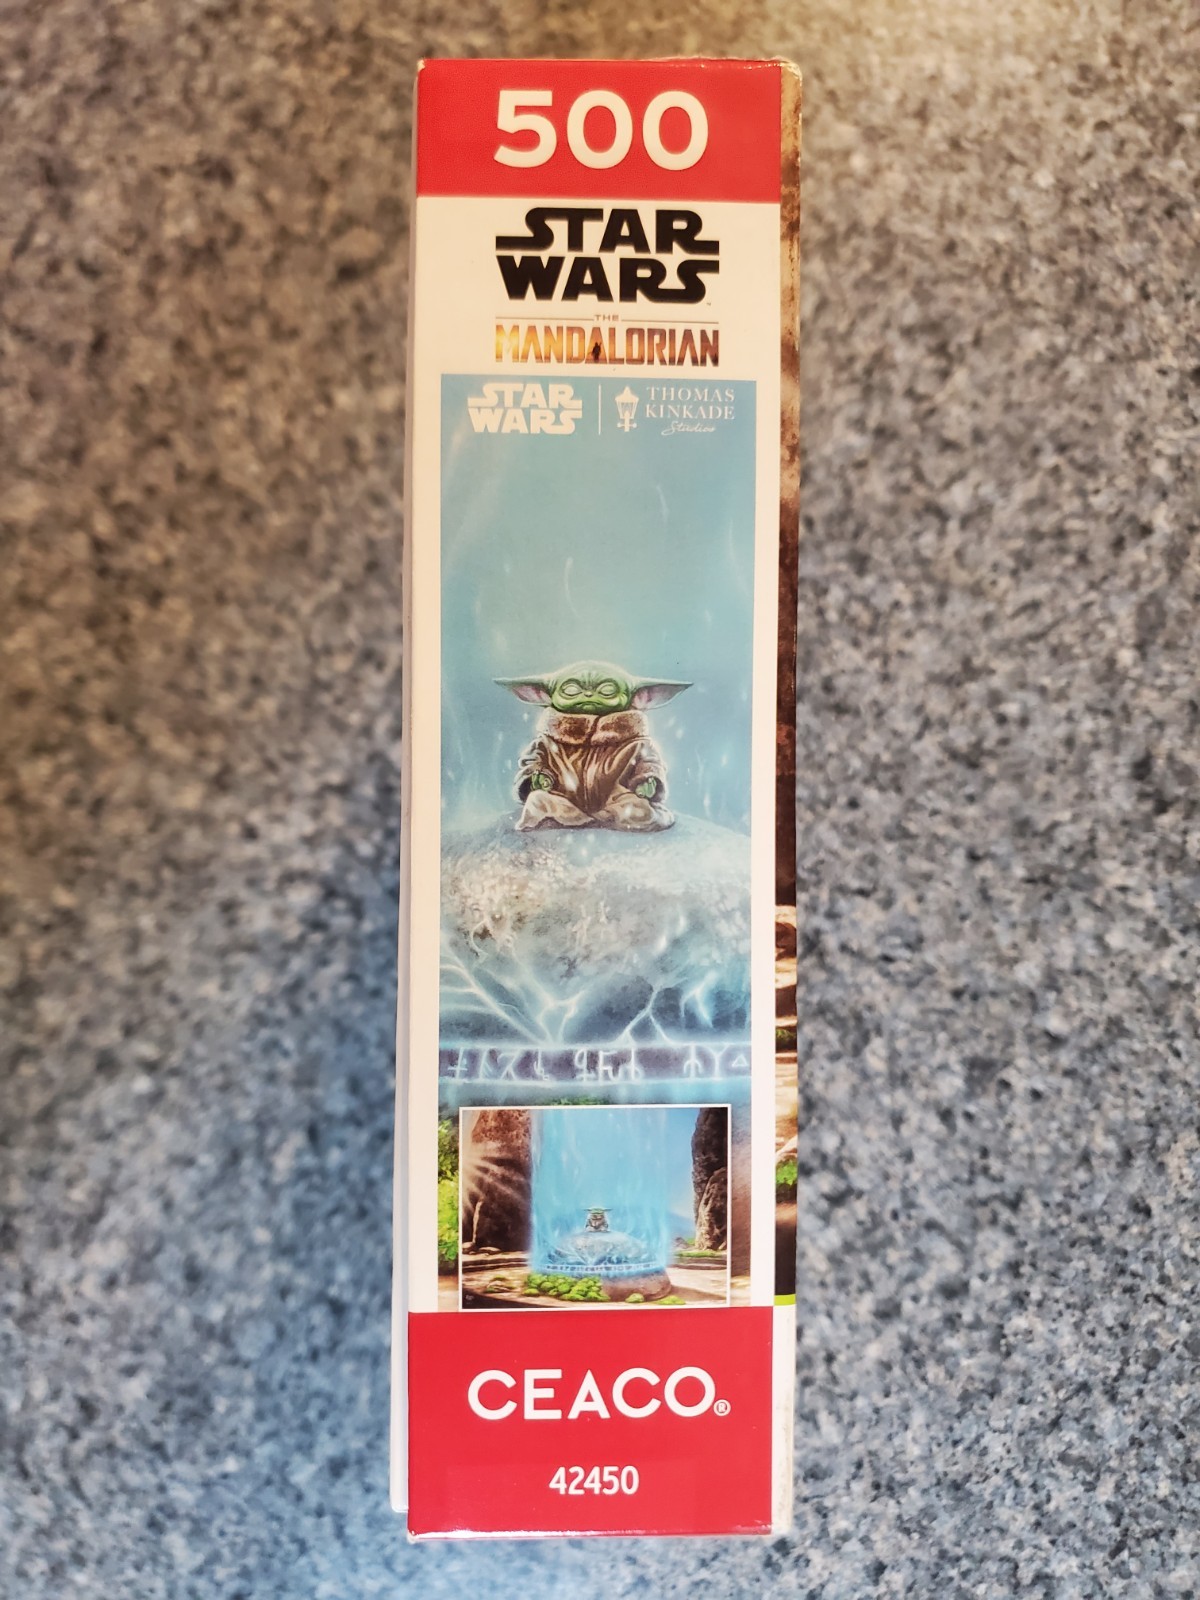 500
STAR
WARS
THE
MANDALORIAN
STAR
WARS
THOMAS
KINKADE
Studios
CEACO®
42450